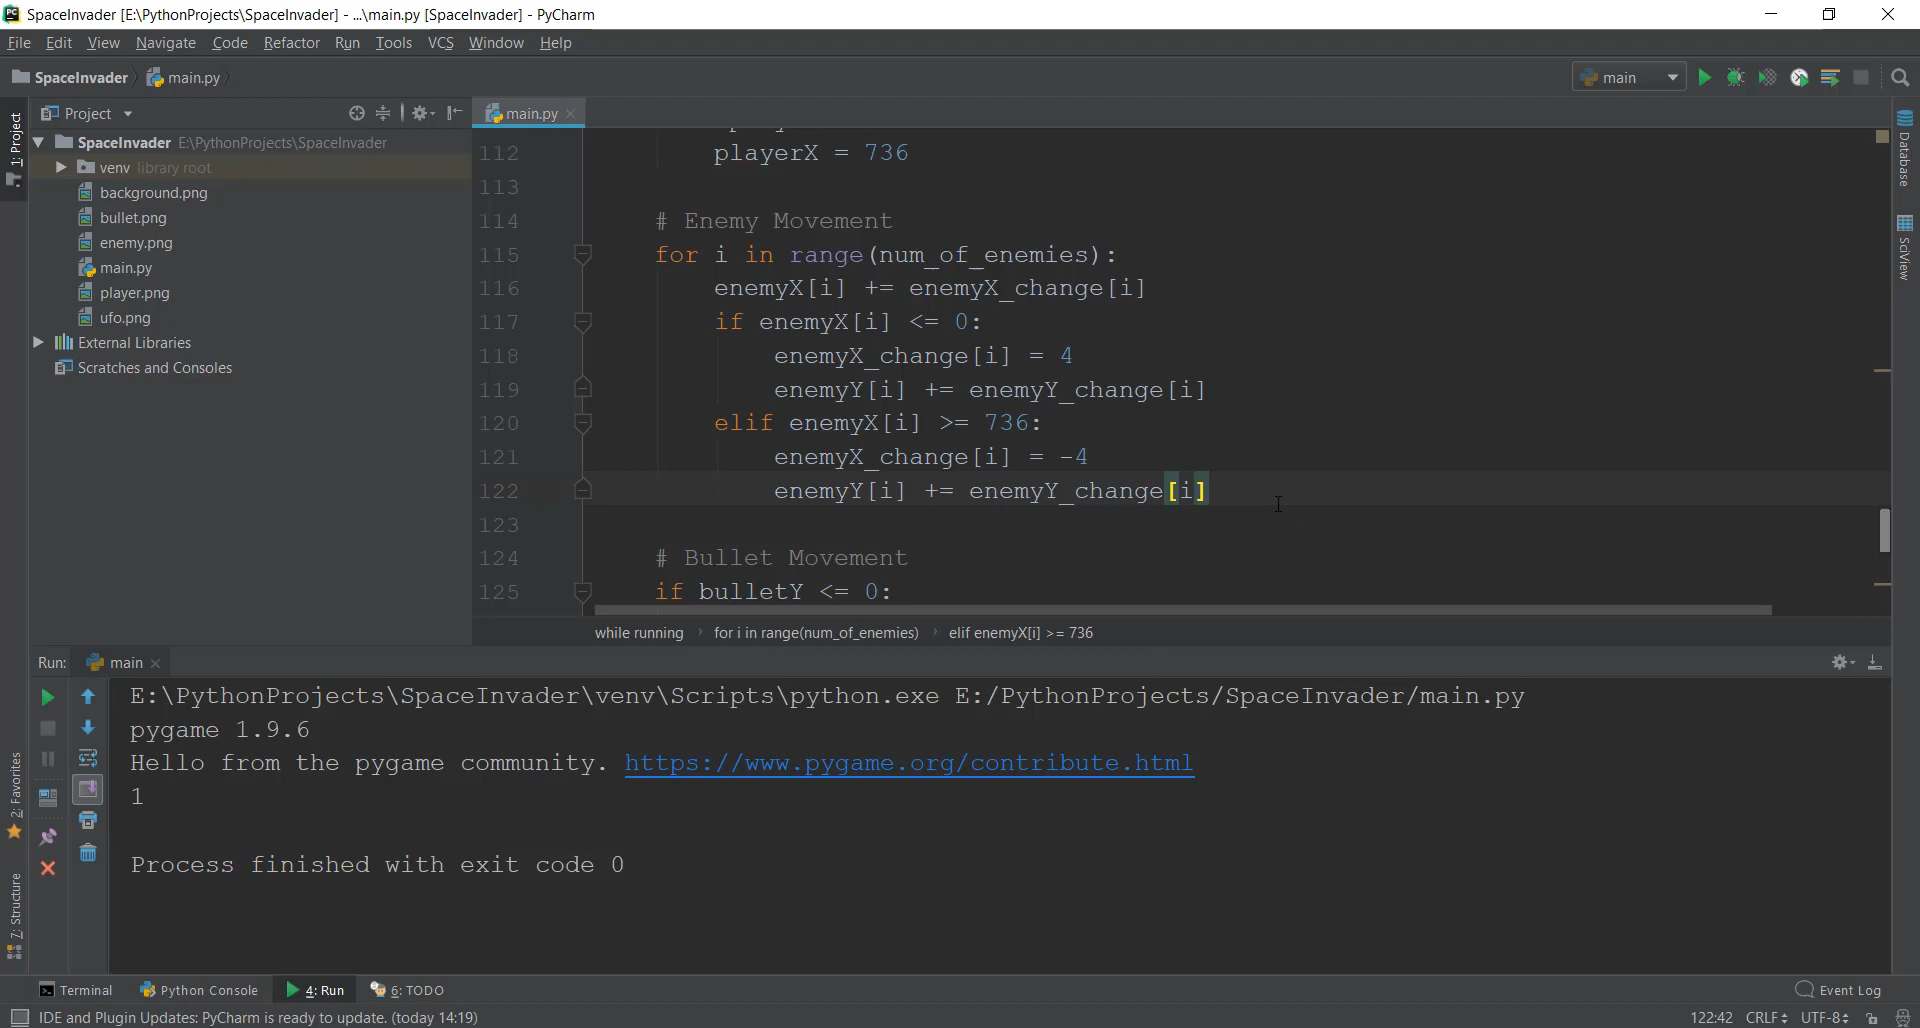 SpaceInvader [E:\PythonProjects\SpaceInvader] - ...\main.py [SpaceInvader] - PyCharm
File Edit View Navigate Code Refactor Run Tools VCS Window Help
SpaceInvader main.py
main
1: Project
Project
main.py
SpaceInvader E:\PythonProjects\SpaceInvader
venv library root
background.png
bullet.png
enemy.png
main.py
player.png
ufo.png
External Libraries
Scratches and Consoles
112 playerX = 736
113
114 # Enemy Movement
115 for i in range(num_of_enemies):
116 enemyX[i] += enemyX_change[i]
117 if enemyX[i] <= 0:
118 enemyX_change[i] = 4
119 enemyY[i] += enemyY_change[i]
120 elif enemyX[i] >= 736:
121 enemyX_change[i] = -4
122 enemyY[i] += enemyY_change[i]
123
124 # Bullet Movement
125 if bulletY <= 0:
while running for i in range(num_of_enemies) elif enemyX[i] >= 736
Database
SciView
Run: main
E:\PythonProjects\SpaceInvader\venv\Scripts\python.exe E:/PythonProjects/SpaceInvader/main.py
pygame 1.9.6
Hello from the pygame community. https://www.pygame.org/contribute.html
1
Process finished with exit code 0
2: Favorites
7: Structure
Terminal Python Console 4: Run 6: TODO Event Log
IDE and Plugin Updates: PyCharm is ready to update. (today 14:19) 122:42 CRLF UTF-8